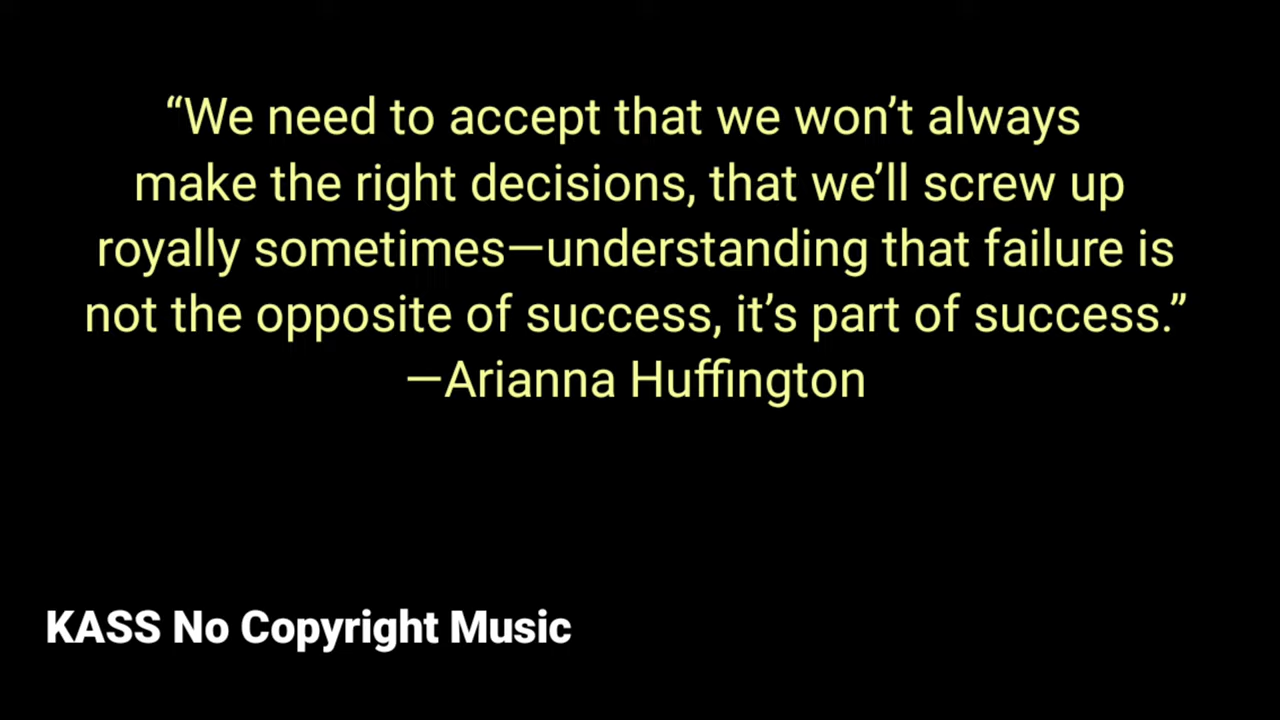 “We need to accept that we won’t always
make the right decisions, that we’ll screw up
royally sometimes—understanding that failure is
not the opposite of success, it’s part of success.”
—Arianna Huffington
KASS No Copyright Music